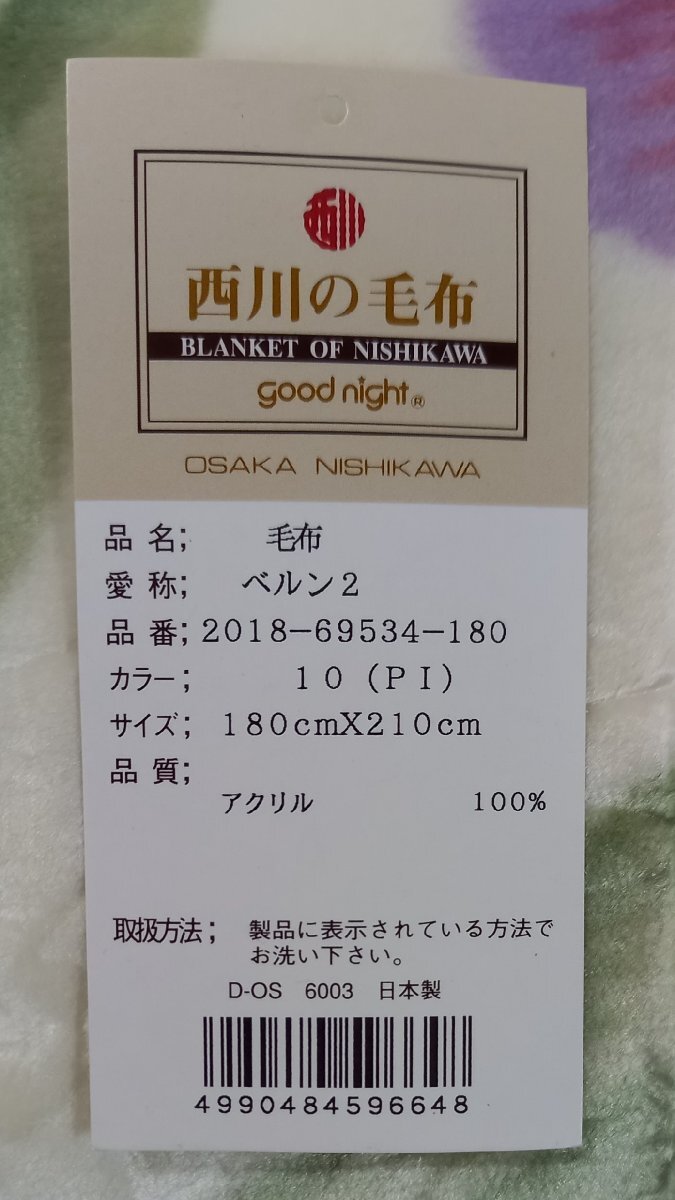 西川
西川の毛布
BLANKET OF NISHIKAWA
good night®
OSAKA NISHIKAWA
品名; 毛布
愛称; ベルン2
品番; 2018-69534-180
カラー; 10(PI)
サイズ; 180cmX210cm
品質;
アクリル 100%
取扱方法; 製品に表示されている方法で
お洗い下さい。
D-OS 6003 日本製
4990484596648